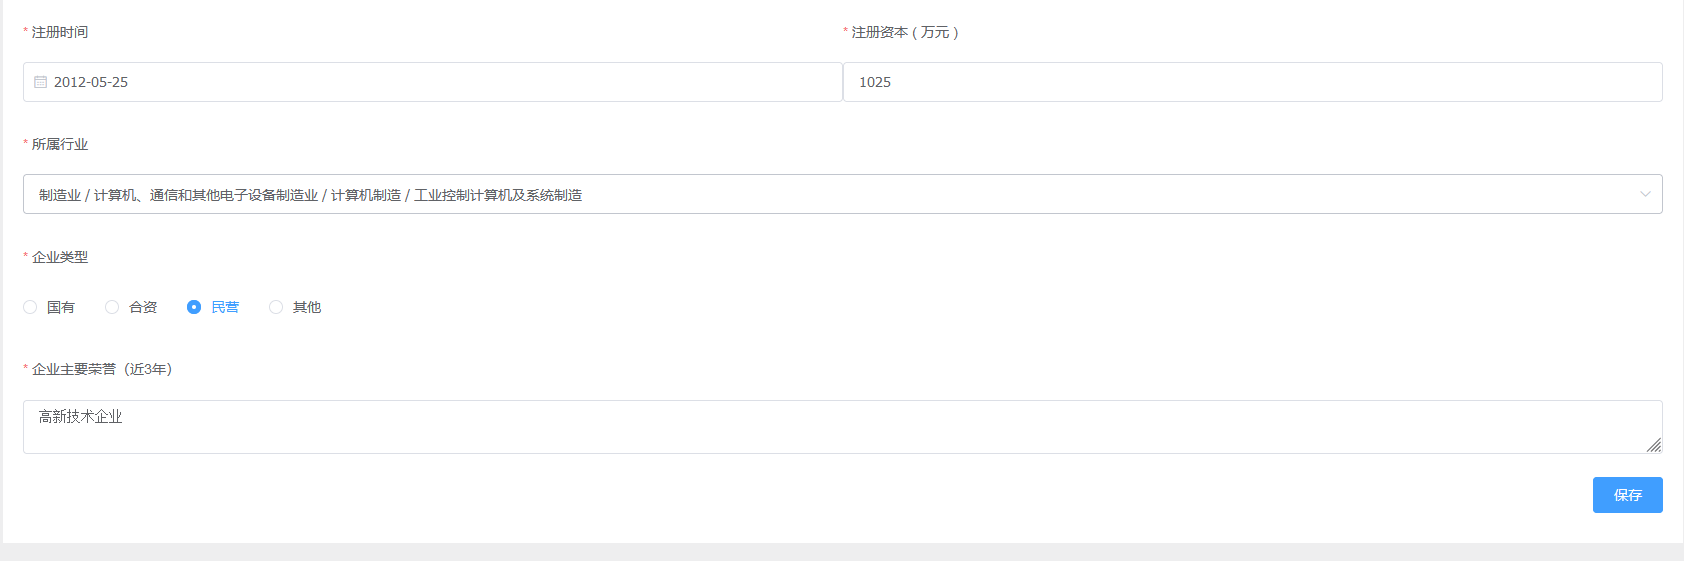 * 注册时间
* 注册资本(万元)
2012-05-25
1025
* 所属行业
制造业 / 计算机、通信和其他电子设备制造业 / 计算机制造 / 工业控制计算机及系统制造
* 企业类型
国有 合资 民营 其他
* 企业主要荣誉（近3年）
高新技术企业
保存